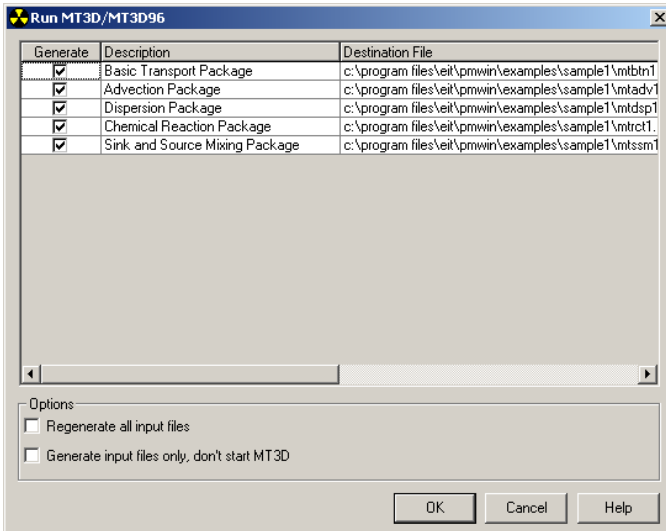 Run MT3D/MT3D96
Generate Description Destination File
Basic Transport Package c:\program files\eit\pmwin\examples\sample1\mtbtn1
Advection Package c:\program files\eit\pmwin\examples\sample1\mtadv1
Dispersion Package c:\program files\eit\pmwin\examples\sample1\mtdsp1
Chemical Reaction Package c:\program files\eit\pmwin\examples\sample1\mtrct1.
Sink and Source Mixing Package c:\program files\eit\pmwin\examples\sample1\mtssm1
Options
Regenerate all input files
Generate input files only, don't start MT3D
OK Cancel Help